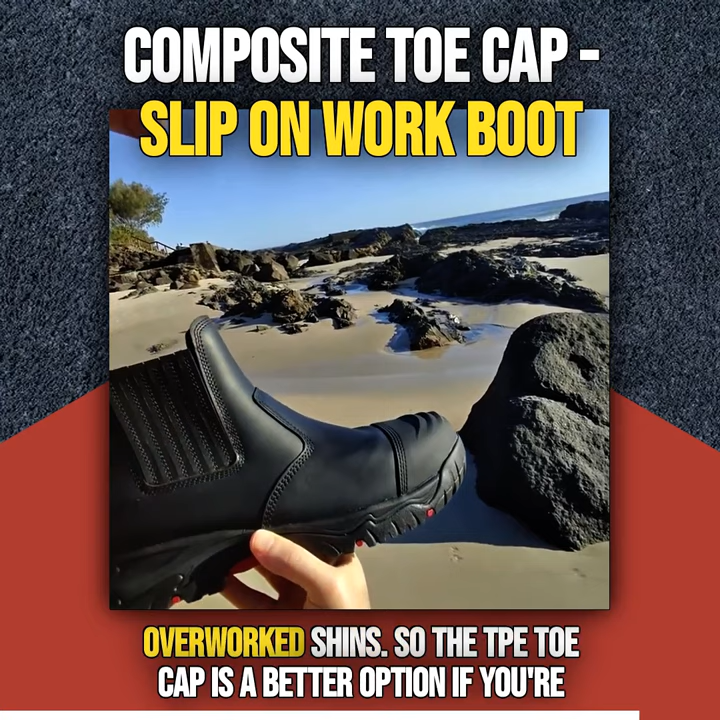 COMPOSITE TOE CAP -
SLIP ON WORK BOOT
OVERWORKED SHINS. SO THE TPE TOE
CAP IS A BETTER OPTION IF YOU'RE